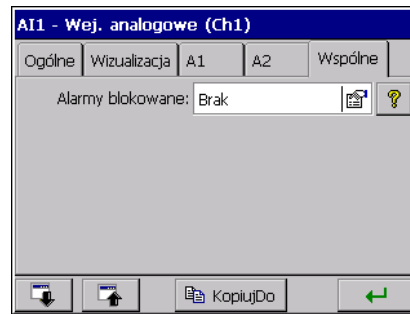 AI1 - Wej. analogowe (Ch1)
Ogólne Wizualizacja A1 A2 Wspólne
Alarmy blokowane: Brak
KopiujDo